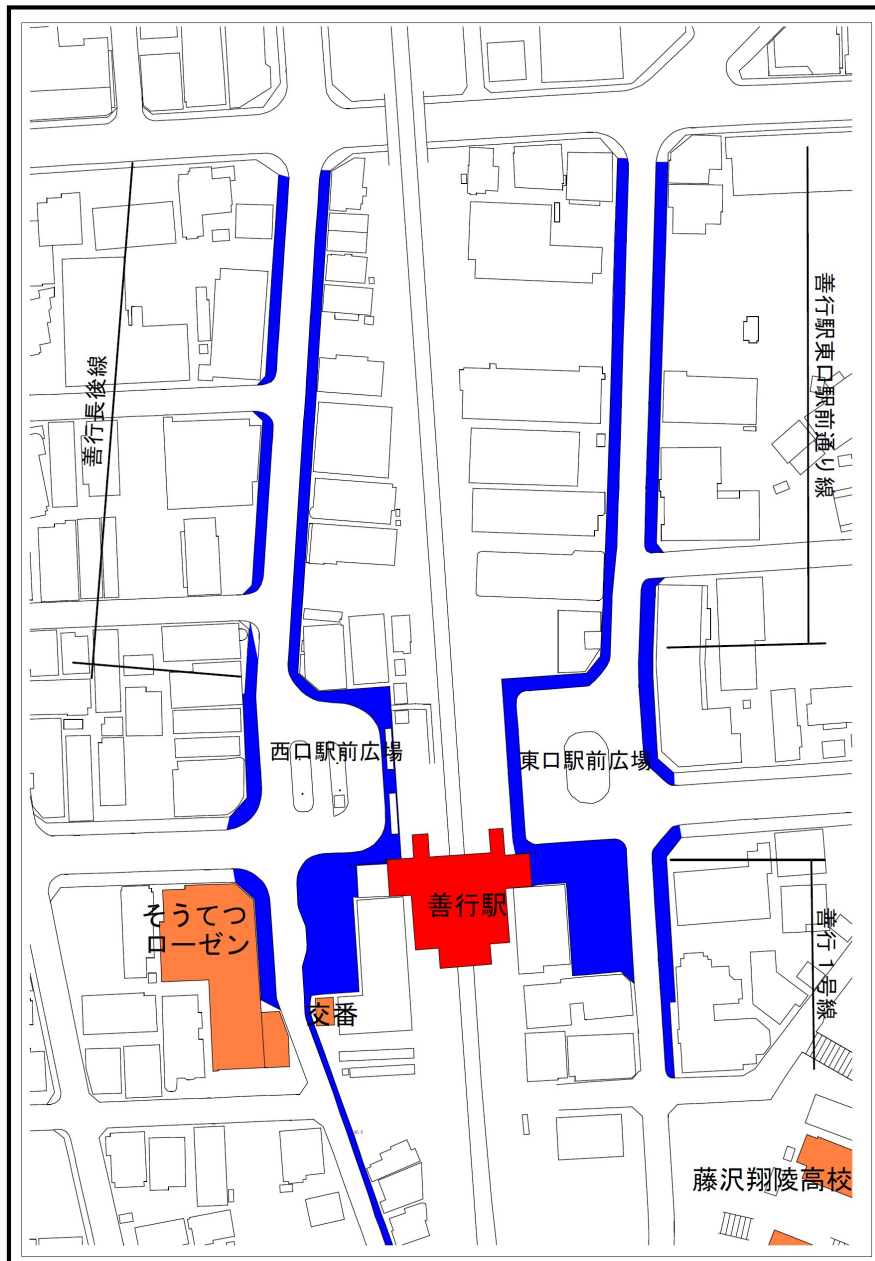 善行駅東口駅前通り線
善行長後線
西口駅前広場
東口駅前広場
善行駅
そうてつ
ローゼン
善行1号線
交番
藤沢翔陵高校